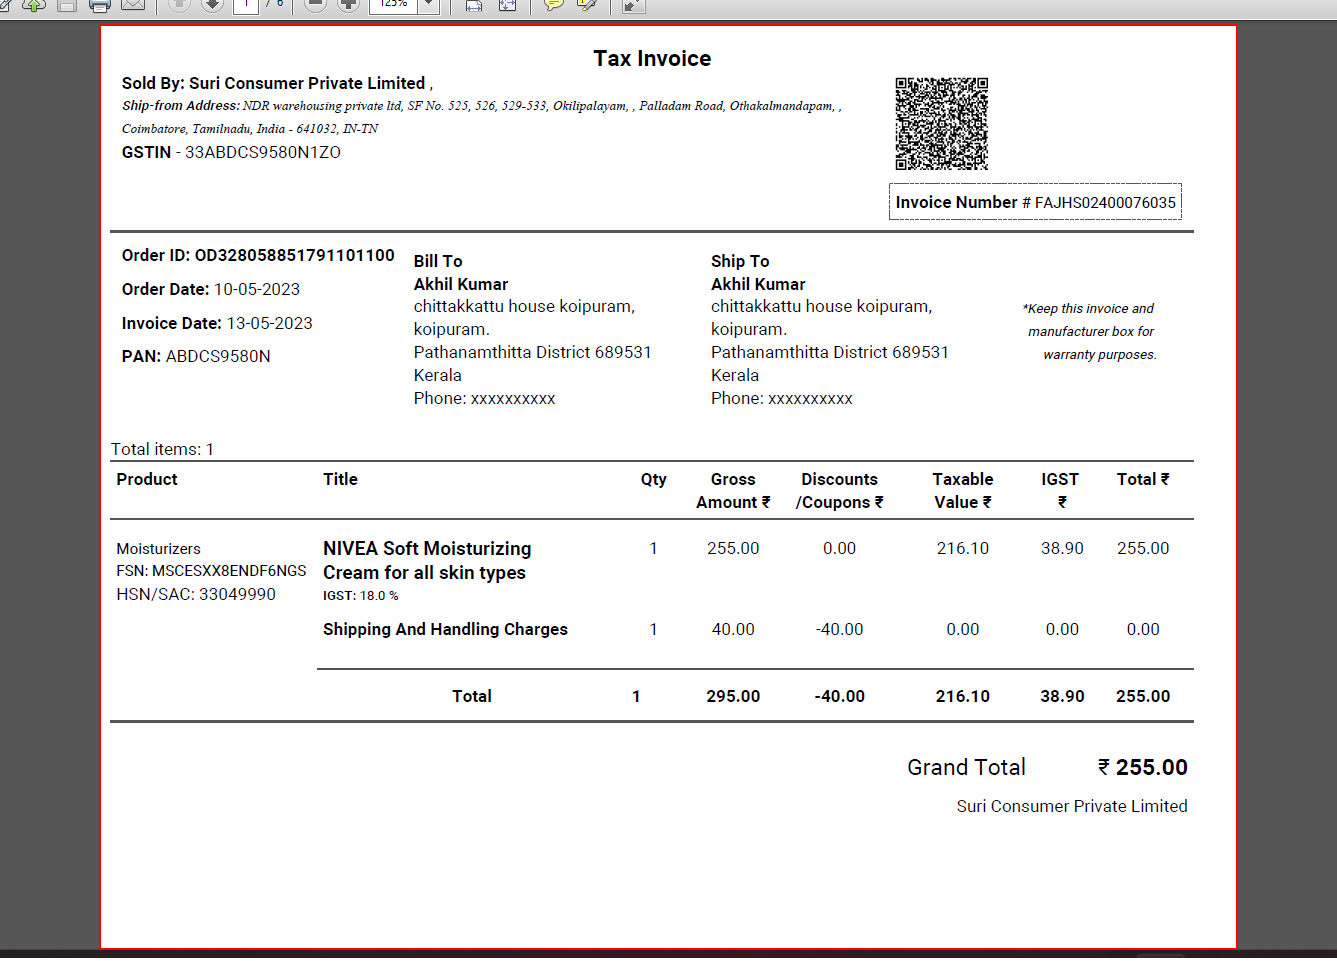 1 / 6
125%
Tax Invoice
Sold By: Suri Consumer Private Limited ,
Ship-from Address: NDR warehousing private ltd, SF No. 525, 526, 529-533, Okilipalayam, , Palladam Road, Othakalmandapam, ,
Coimbatore, Tamilnadu, India - 641032, IN-TN
GSTIN - 33ABDCS9580N1ZO
Invoice Number # FAJHS02400076035
Order ID: OD328058851791101100
Order Date: 10-05-2023
Invoice Date: 13-05-2023
PAN: ABDCS9580N
Bill To
Akhil Kumar
chittakkattu house koipuram,
koipuram.
Pathanamthitta District 689531
Kerala
Phone: xxxxxxxxxx
Ship To
Akhil Kumar
chittakkattu house koipuram,
koipuram.
Pathanamthitta District 689531
Kerala
Phone: xxxxxxxxxx
*Keep this invoice and
manufacturer box for
warranty purposes.
Total items: 1
Product Title Qty Gross Discounts Taxable IGST Total ₹
Amount ₹ /Coupons ₹ Value ₹ ₹
Moisturizers NIVEA Soft Moisturizing 1 255.00 0.00 216.10 38.90 255.00
FSN: MSCESXX8ENDF6NGS Cream for all skin types
HSN/SAC: 33049990 IGST: 18.0 %
Shipping And Handling Charges 1 40.00 -40.00 0.00 0.00 0.00
Total 1 295.00 -40.00 216.10 38.90 255.00
Grand Total ₹ 255.00
Suri Consumer Private Limited